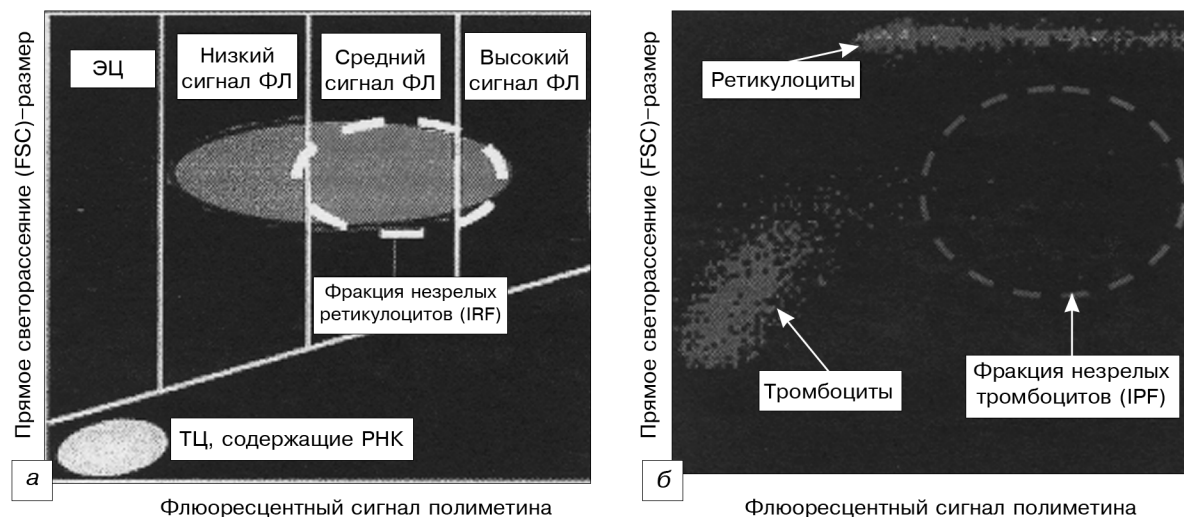 Прямое светорассеяние (FSC)–размер
ЭЦ
Низкий
сигнал ФЛ
Средний
сигнал ФЛ
Высокий
сигнал ФЛ
Фракция незрелых
ретикулоцитов (IRF)
ТЦ, содержащие РНК
а
Флюоресцентный сигнал полиметина
Прямое светорассеяние (FSC)–размер
Ретикулоциты
Тромбоциты
Фракция незрелых
тромбоцитов (IPF)
б
Флюоресцентный сигнал полиметина